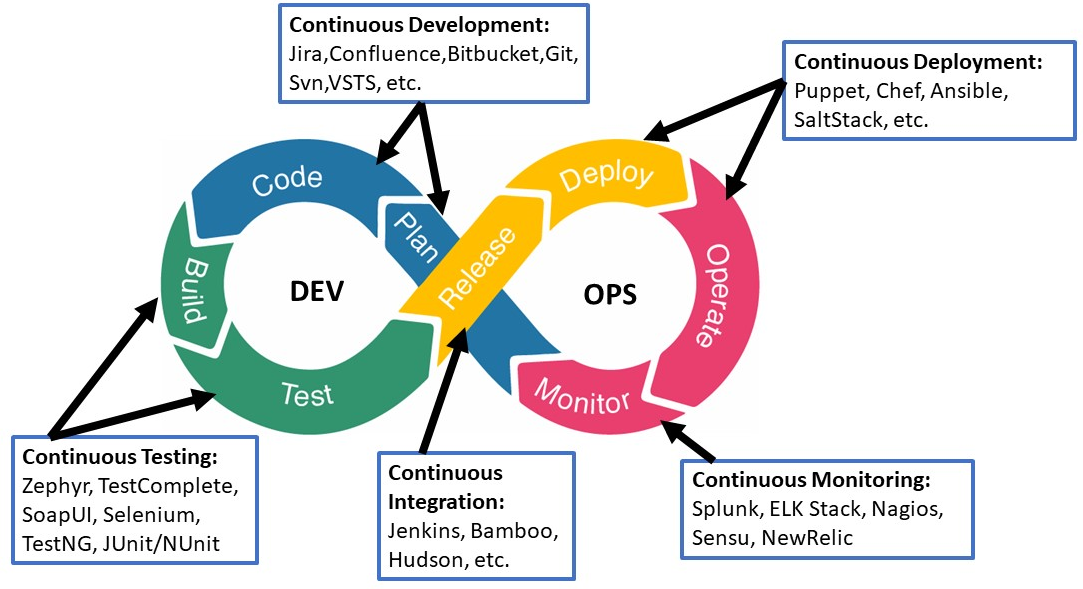 Continuous Development:
Jira,Confluence,Bitbucket,Git,
Svn,VSTS, etc.
Continuous Deployment:
Puppet, Chef, Ansible,
SaltStack, etc.
Code
Plan
Build
Test
DEV
Release
Deploy
Operate
Monitor
OPS
Continuous Testing:
Zephyr, TestComplete,
SoapUI, Selenium,
TestNG, JUnit/NUnit
Continuous
Integration:
Jenkins, Bamboo,
Hudson, etc.
Continuous Monitoring:
Splunk, ELK Stack, Nagios,
Sensu, NewRelic